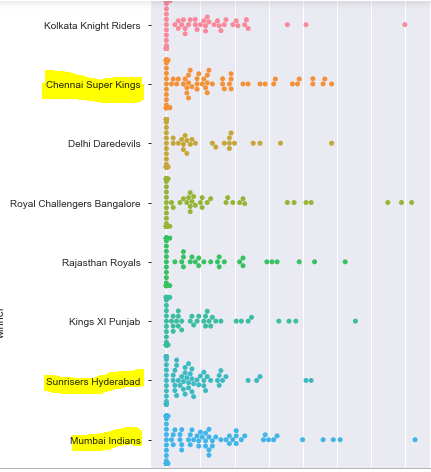 Kolkata Knight Riders
Chennai Super Kings
Delhi Daredevils
Royal Challengers Bangalore
Rajasthan Royals
Kings XI Punjab
Sunrisers Hyderabad
Mumbai Indians
winner